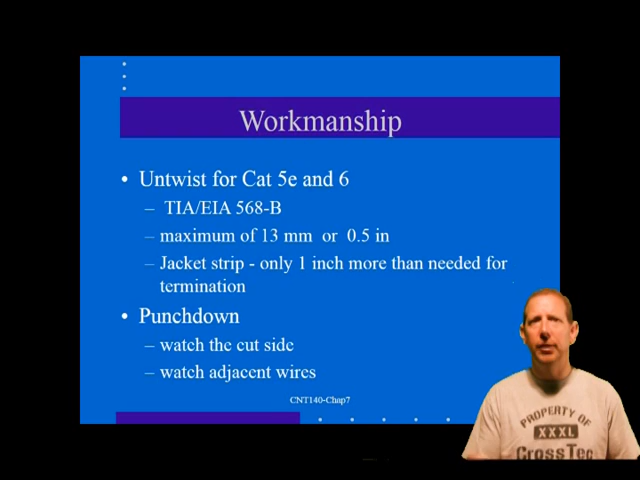 Workmanship
• Untwist for Cat 5e and 6
– TIA/EIA 568-B
– maximum of 13 mm or 0.5 in
– Jacket strip - only 1 inch more than needed for
termination
• Punchdown
– watch the cut side
– watch adjacent wires
CNT140-Chap7
PROPERTY OF
XXXL
CrossTec